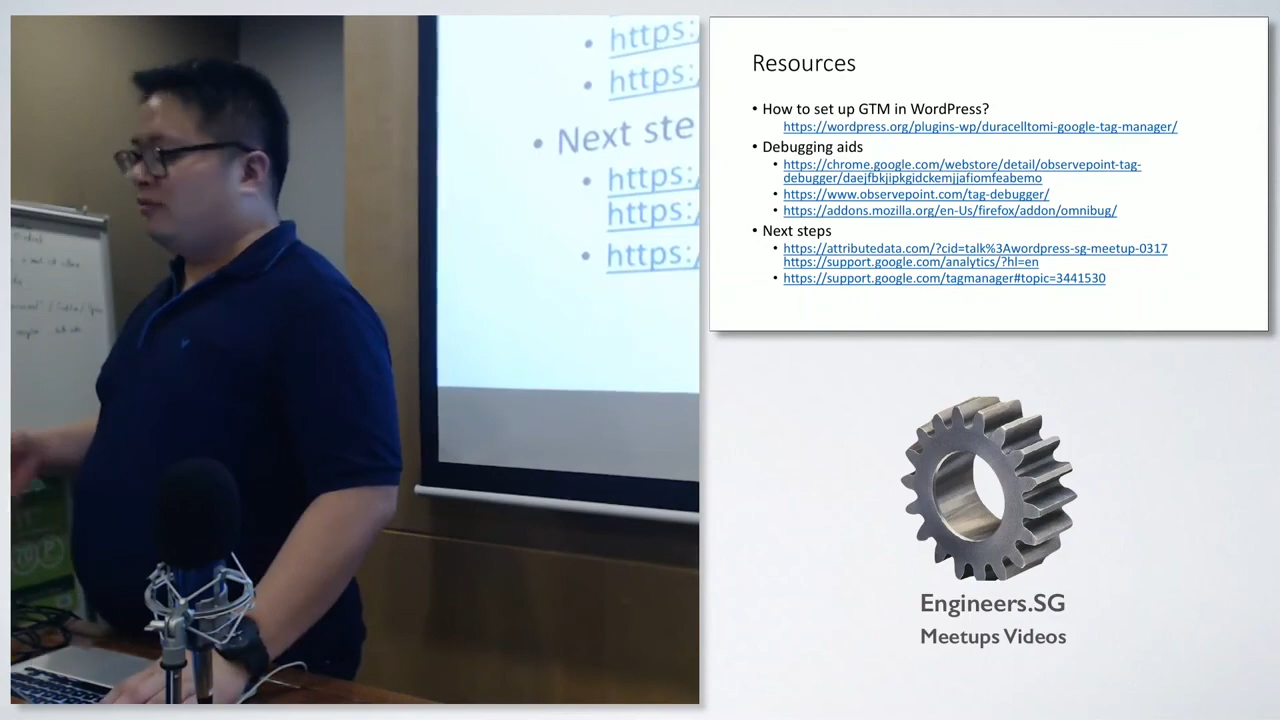 https:/
https:/
Next ste
https:/
https:/
https:/
Resources
• How to set up GTM in WordPress?
https://wordpress.org/plugins-wp/duracelltomi-google-tag-manager/
• Debugging aids
• https://chrome.google.com/webstore/detail/observepoint-tag-
debugger/daejfbkjipkgidckemjjafiomfeabemo
• https://www.observepoint.com/tag-debugger/
• https://addons.mozilla.org/en-Us/firefox/addon/omnibug/
• Next steps
• https://attributedata.com/?cid=talk%3Awordpress-sg-meetup-0317
https://support.google.com/analytics/?hl=en
• https://support.google.com/tagmanager#topic=3441530
Engineers.SG
Meetups Videos